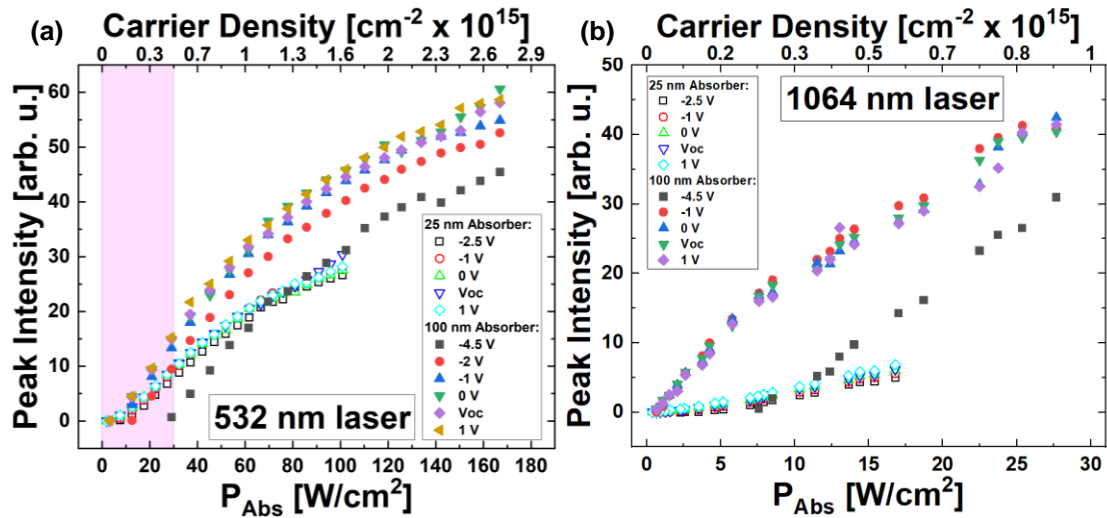 (a)
Carrier Density [cm-2 x 1015]
0 0.3 0.7 1 1.3 1.6 2 2.3 2.6 2.9
Peak Intensity [arb. u.]
60
50
40
30
20
10
0
25 nm Absorber:
-2.5 V
-1 V
0 V
Voc
1 V
100 nm Absorber:
-4.5 V
-2 V
-1 V
0 V
Voc
1 V
532 nm laser
0 20 40 60 80 100 120 140 160 180
PAbs [W/cm2]
(b)
Carrier Density [cm-2 x 1015]
0 0.2 0.3 0.4 0.6 0.7 0.8 1
Peak Intensity [arb. u.]
50
40
30
20
10
0
25 nm Absorber:
-2.5 V
-1 V
0 V
Voc
1 V
100 nm Absorber:
-4.5 V
-1 V
0 V
Voc
1 V
1064 nm laser
0 5 10 15 20 25 30
PAbs [W/cm2]